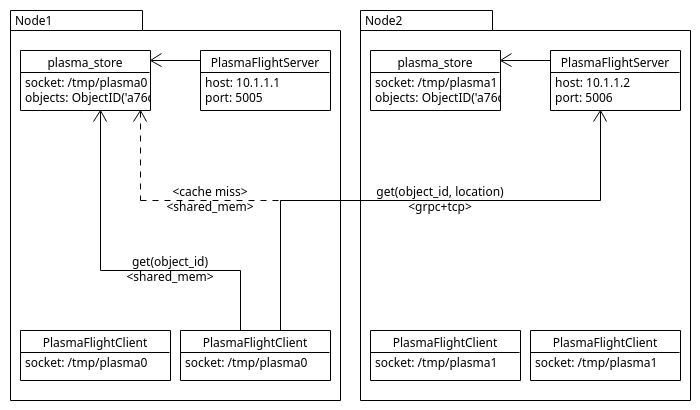 Node1
Node2
plasma_store
socket: /tmp/plasma0
objects: ObjectID('a76c
PlasmaFlightServer
host: 10.1.1.1
port: 5005
plasma_store
socket: /tmp/plasma1
objects: ObjectID('a76c
PlasmaFlightServer
host: 10.1.1.2
port: 5006
<cache miss>
<shared_mem>
get(object_id, location)
<grpc+tcp>
get(object_id)
<shared_mem>
PlasmaFlightClient
socket: /tmp/plasma0
PlasmaFlightClient
socket: /tmp/plasma0
PlasmaFlightClient
socket: /tmp/plasma1
PlasmaFlightClient
socket: /tmp/plasma1